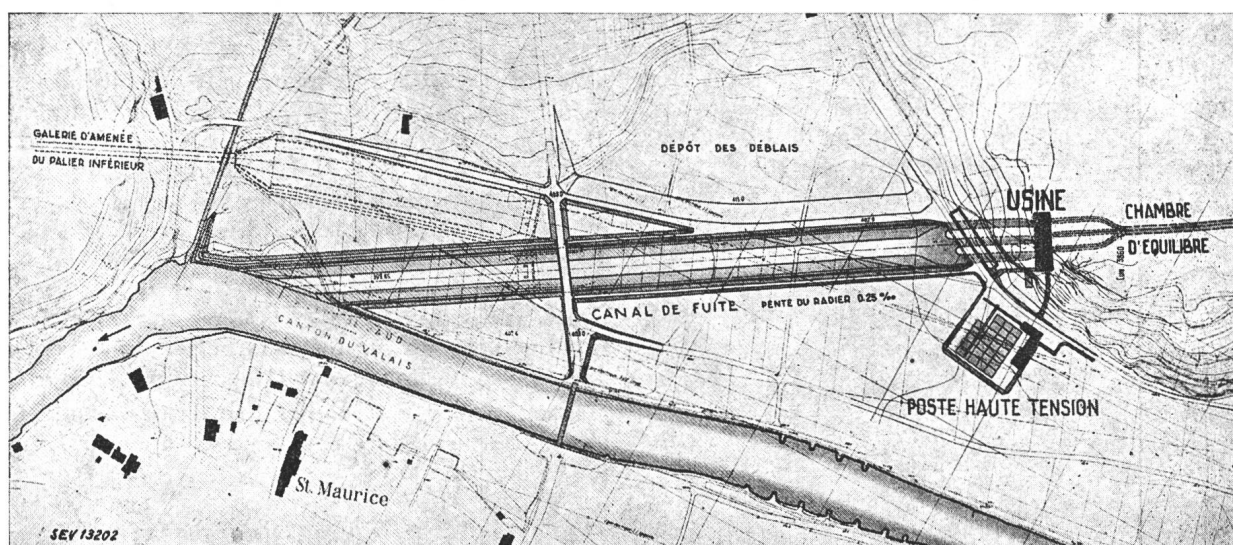 GALERIE D'AMENÉE
DU PALIER INFÉRIEUR
DÉPÔT DES DÉBLAIS
USINE
CHAMBRE
D'EQUILIBRE
CANAL DE FUITE PENTE DU RADIER 0.25 ‰
SUD
CANTON DU VALAIS
POSTE HAUTE TENSION
St. Maurice
SEV 13202